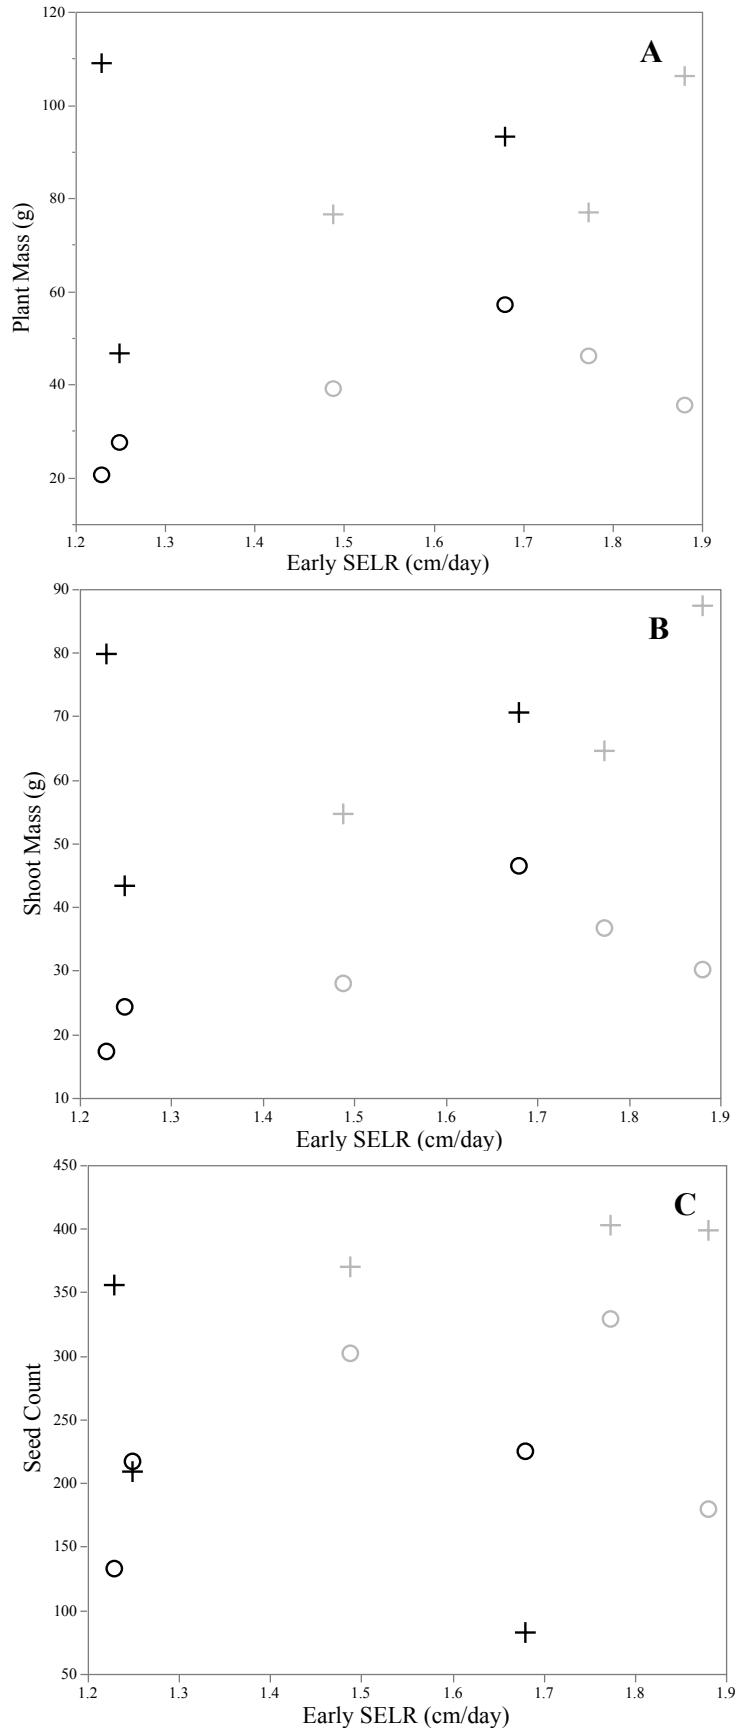 120
A
100
80
Plant Mass (g)
60
40
20
1.2 1.3 1.4 1.5 1.6 1.7 1.8 1.9
Early SELR (cm/day)
90
B
80
70
60
Shoot Mass (g)
50
40
30
20
10
1.2 1.3 1.4 1.5 1.6 1.7 1.8 1.9
Early SELR (cm/day)
450
C
400
350
300
Seed Count
250
200
150
100
50
1.2 1.3 1.4 1.5 1.6 1.7 1.8 1.9
Early SELR (cm/day)